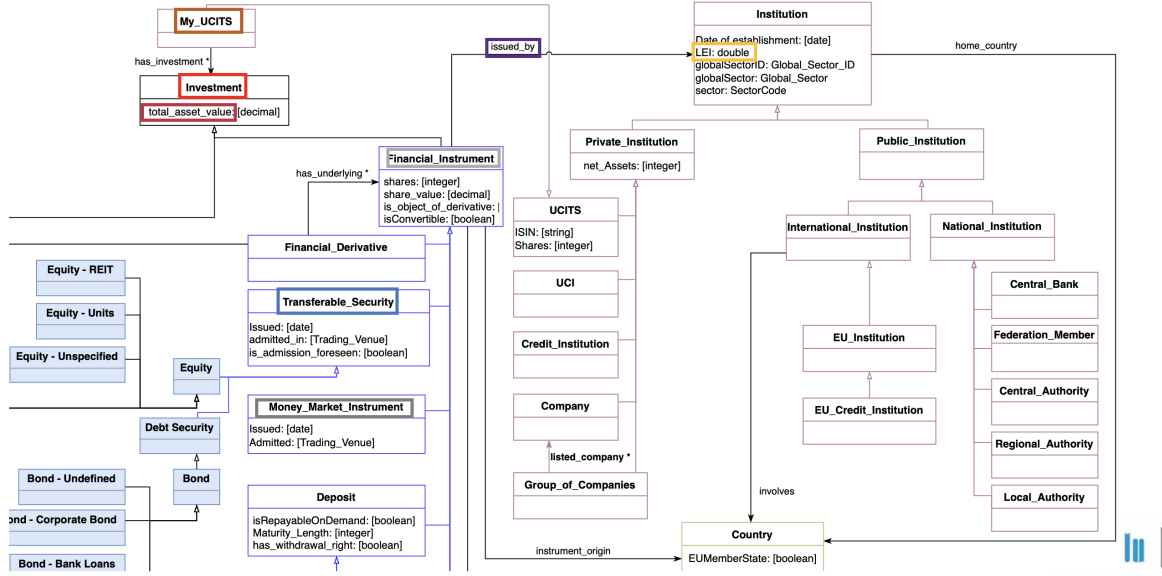 My_UCITS
has_investment *
Investment
total_asset_value: [decimal]
issued_by
Institution
Date of establishment: [date]
LEI: double
globalSectorID: Global_Sector_ID
globalSector: Global_Sector
sector: SectorCode
home_country
Private_Institution
net_Assets: [integer]
Public_Institution
Financial_Instrument
shares: [integer]
share_value: [decimal]
is_object_of_derivative: [
isConvertible: [boolean]
has_underlying *
UCITS
ISIN: [string]
Shares: [integer]
International_Institution
National_Institution
Financial_Derivative
Equity - REIT
Equity - Units
Equity - Unspecified
Equity
Transferable_Security
Issued: [date]
admitted_in: [Trading_Venue]
is_admission_foreseen: [boolean]
UCI
Central_Bank
Credit_Institution
EU_Institution
Federation_Member
Money_Market_Instrument
Issued: [date]
Admitted: [Trading_Venue]
Company
EU_Credit_Institution
Central_Authority
Debt Security
listed_company *
Regional_Authority
Bond - Undefined
Bond
Group_of_Companies
Local_Authority
Deposit
isRepayableOnDemand: [boolean]
Maturity_Length: [integer]
has_withdrawal_right: [boolean]
involves
ond - Corporate Bond
Bond - Bank Loans
instrument_origin
Country
EUMemberState: [boolean]